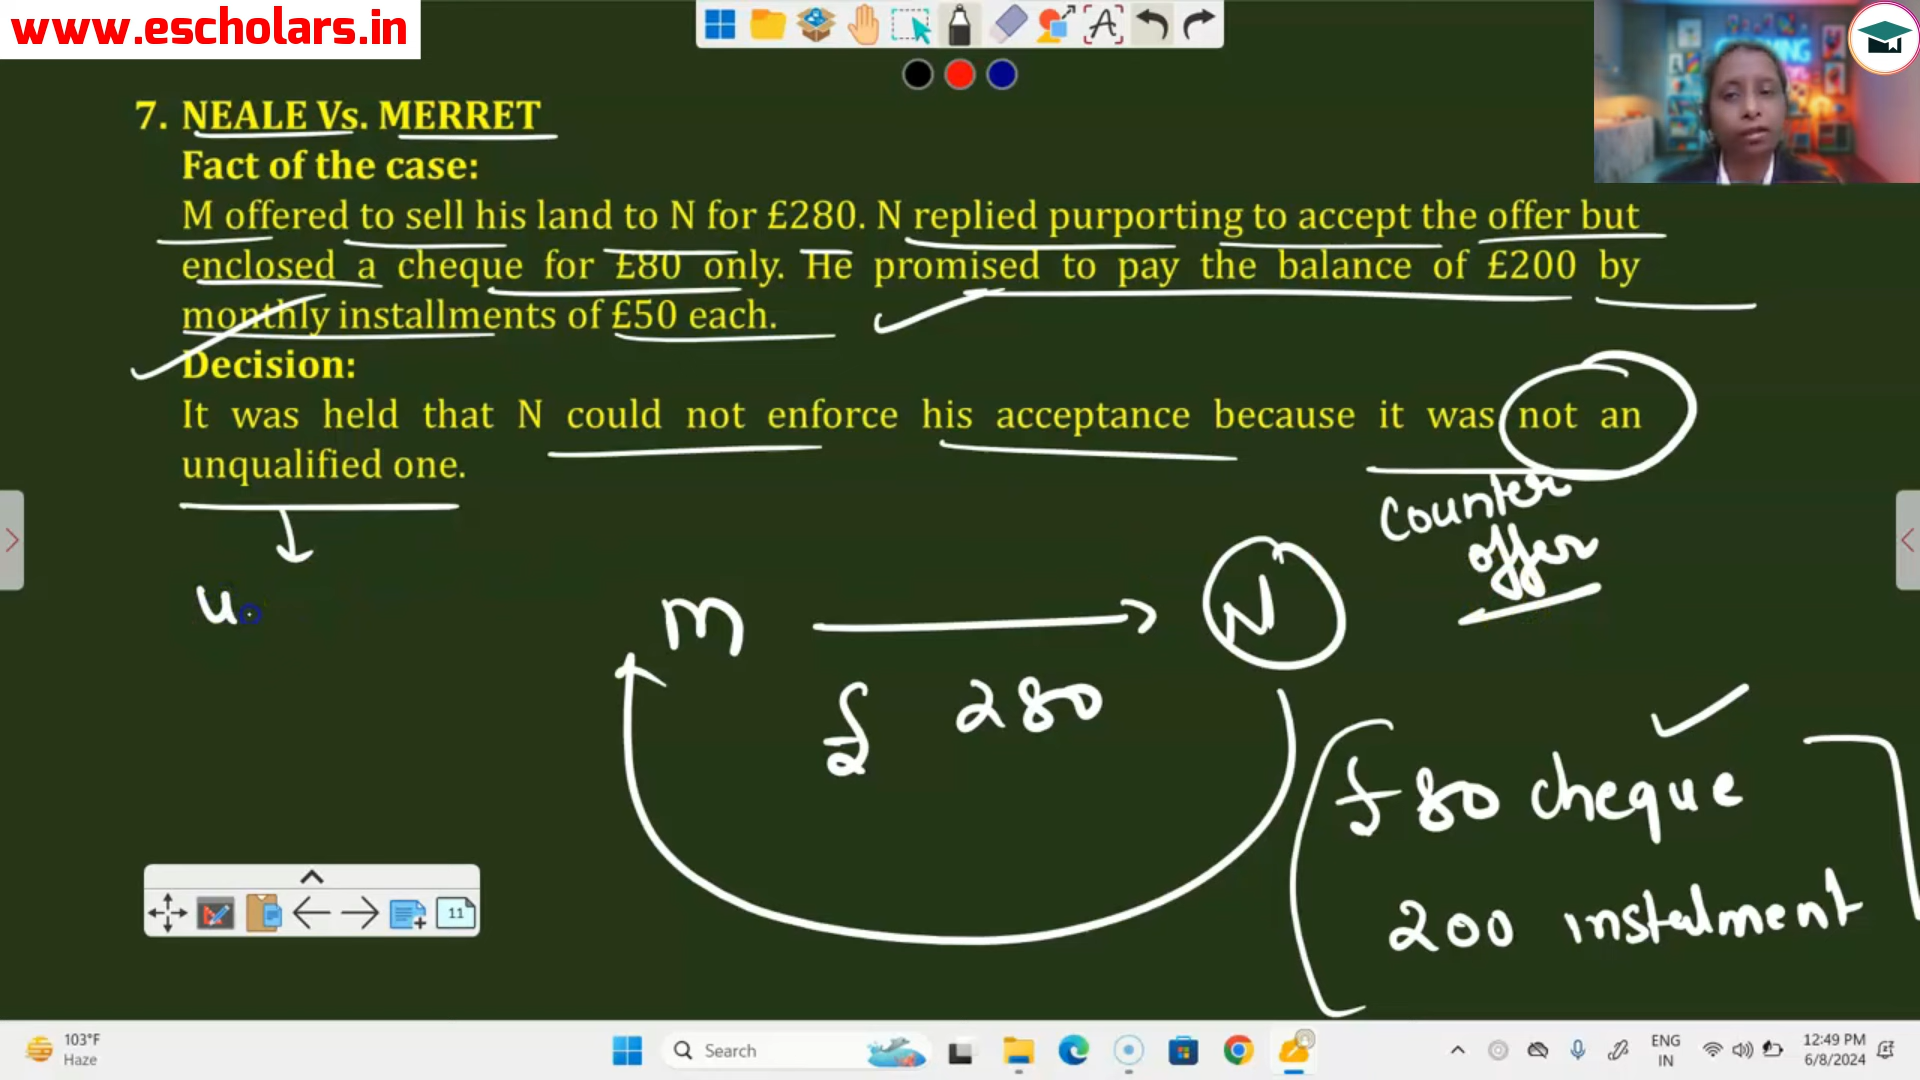 www.escholars.in
7. NEALE Vs. MERRET
Fact of the case:
M offered to sell his land to N for £280. N replied purporting to accept the offer but
enclosed a cheque for £80 only. He promised to pay the balance of £200 by
monthly installments of £50 each.
Decision:
It was held that N could not enforce his acceptance because it was not an
unqualified one.
Counter
offer
u
M
N
£ 280
£80 cheque
200 instalment
11
103°F
Haze
Search
ENG
IN
12:49 PM
6/8/2024